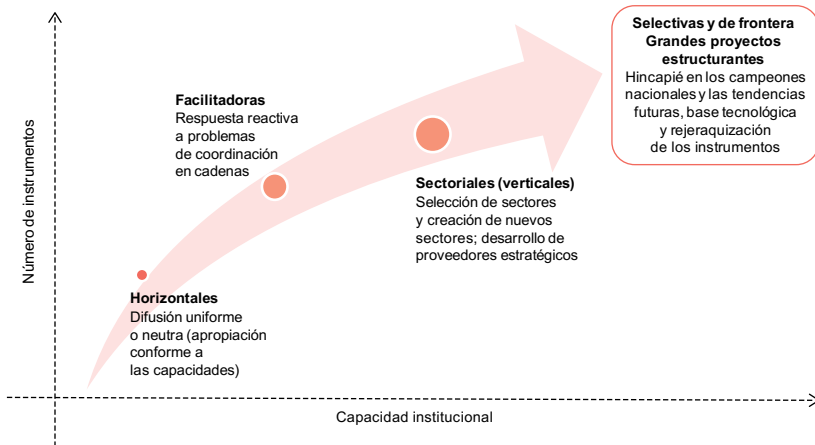 Número de instrumentos
Selectivas y de frontera
Grandes proyectos
estructurantes
Hincapié en los campeones
nacionales y las tendencias
futuras, base tecnológica
y rejeraquización
de los instrumentos
Facilitadoras
Respuesta reactiva
a problemas
de coordinación
en cadenas
Sectoriales (verticales)
Selección de sectores
y creación de nuevos
sectores; desarrollo de
proveedores estratégicos
Horizontales
Difusión uniforme
o neutra (apropiación
conforme a
las capacidades)
Capacidad institucional